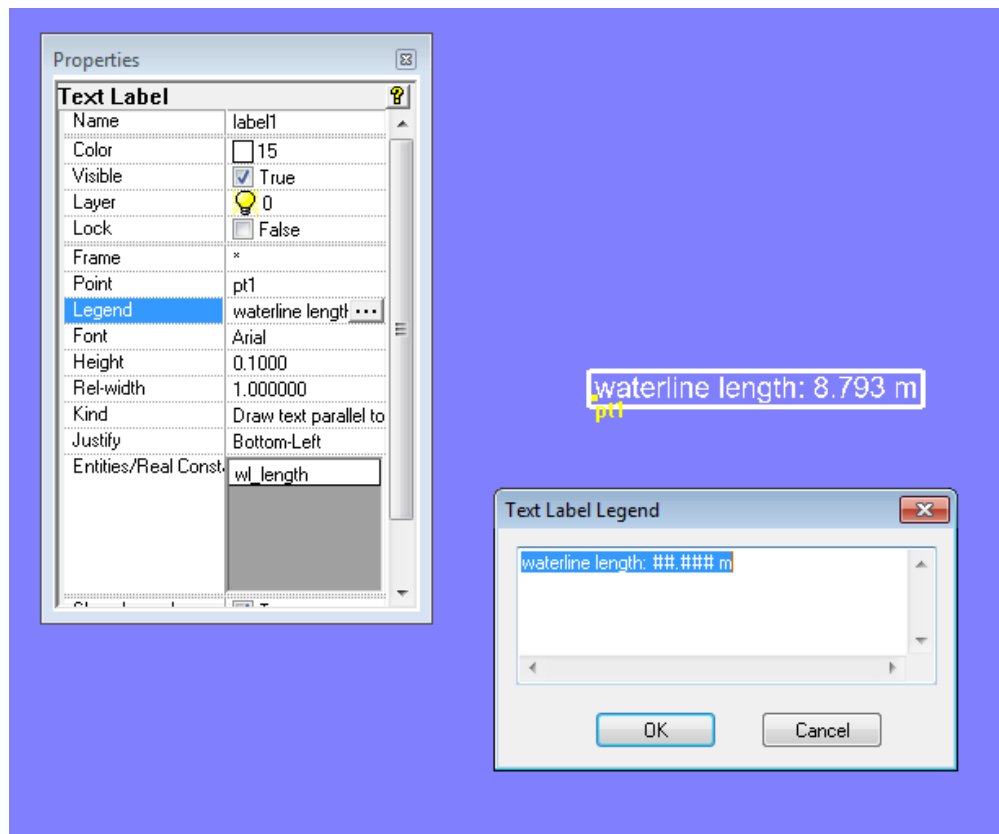 Properties
Text Label
Name label1
Color 15
Visible True
Layer 0
Lock False
Frame *
Point pt1
Legend waterline lengt
Font Arial
Height 0.1000
Rel-width 1.000000
Kind Draw text parallel to
Justify Bottom-Left
Entities/Real Const
wl_length
waterline length: 8.793 m
pt1
Text Label Legend
waterline length: ##.### m
OK Cancel